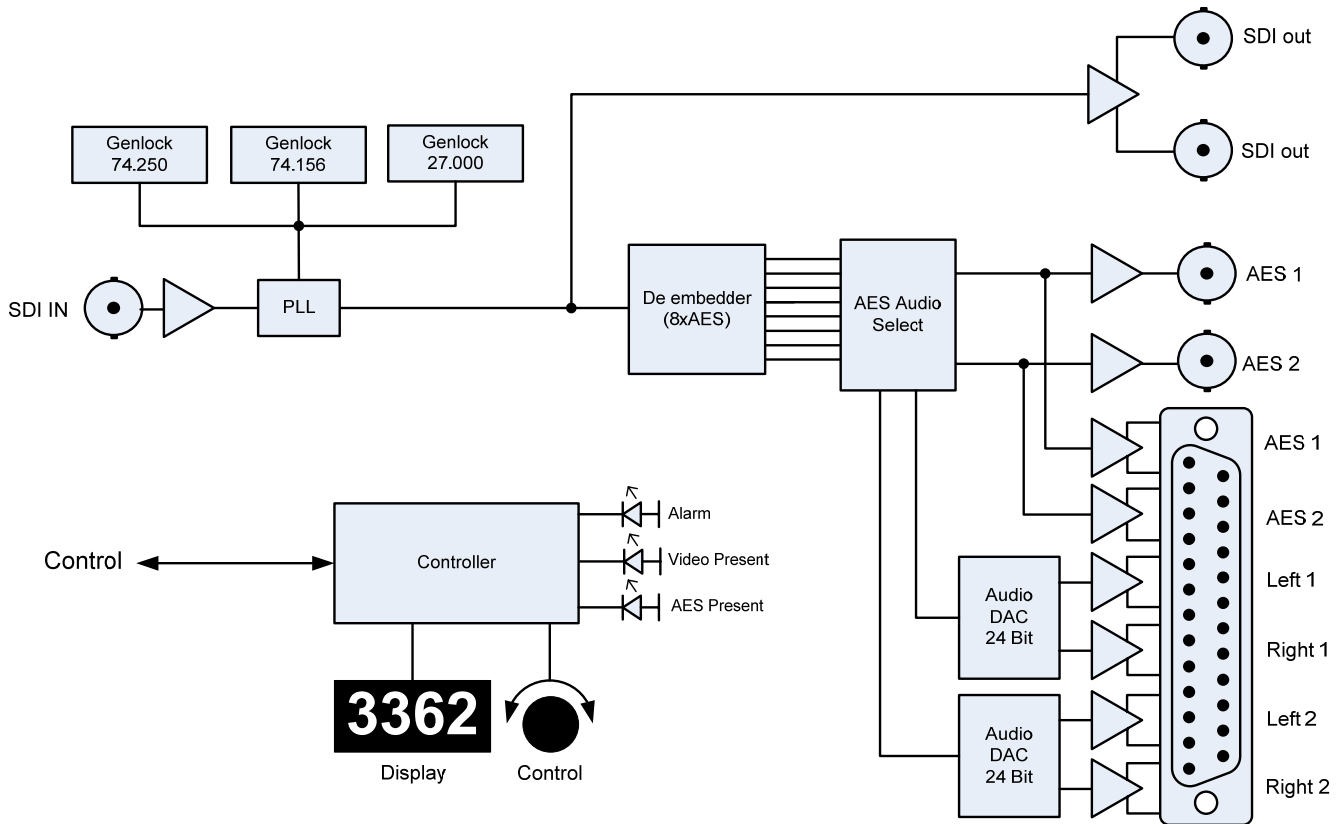 SDI out
SDI out
Genlock
74.250
Genlock
74.156
Genlock
27.000
SDI IN
PLL
De embedder
(8xAES)
AES Audio
Select
AES 1
AES 2
AES 1
AES 2
Left 1
Right 1
Left 2
Right 2
Audio
DAC
24 Bit
Audio
DAC
24 Bit
Control
Controller
Alarm
Video Present
AES Present
3362
Display
Control